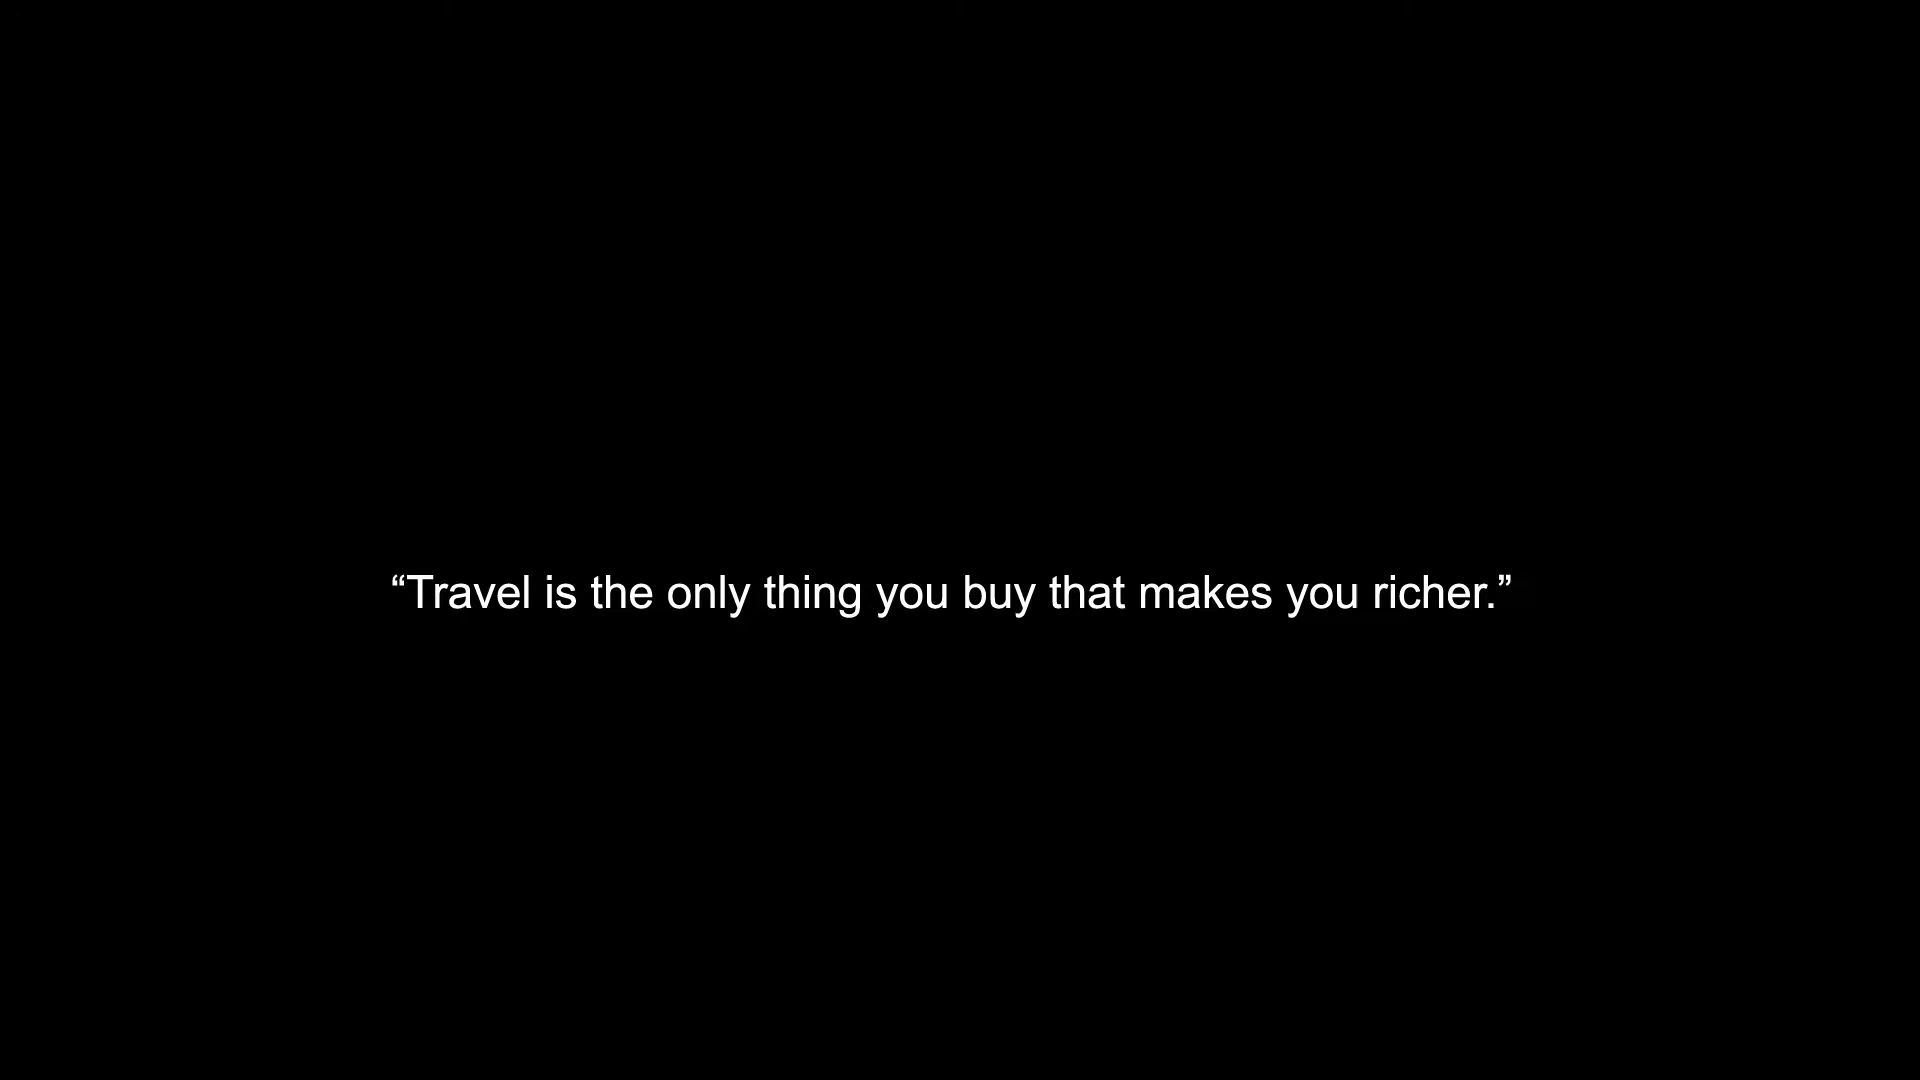 “Travel is the only thing you buy that makes you richer.”